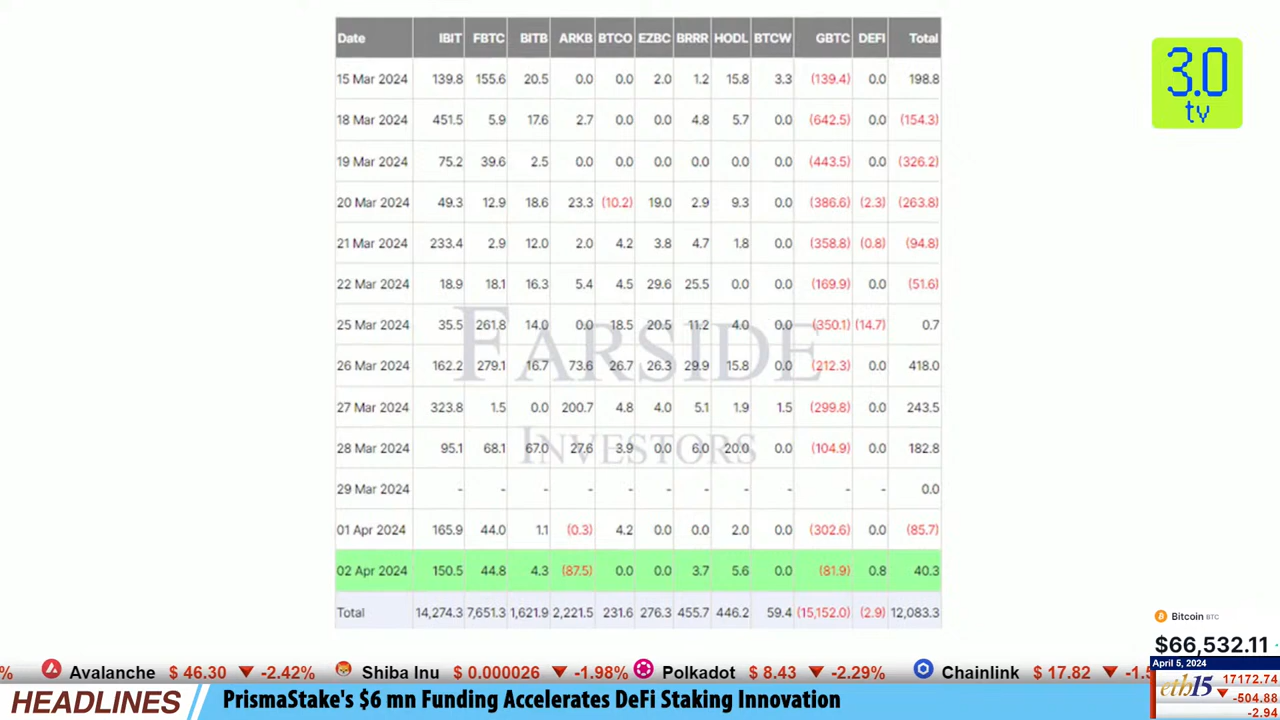 Date IBIT FBTC BITB ARKB BTCO EZBC BRRR HODL BTCW GBTC DEFI Total
15 Mar 2024 139.8 155.6 20.5 0.0 0.0 2.0 1.2 15.8 3.3 (139.4) 0.0 198.8
18 Mar 2024 451.5 5.9 17.6 2.7 0.0 0.0 4.8 5.7 0.0 (642.5) 0.0 (154.3)
19 Mar 2024 75.2 39.6 2.5 0.0 0.0 0.0 0.0 0.0 0.0 (443.5) 0.0 (326.2)
20 Mar 2024 49.3 12.9 18.6 23.3 (10.2) 19.0 2.9 9.3 0.0 (386.6) (2.3) (263.8)
21 Mar 2024 233.4 2.9 12.0 2.0 4.2 3.8 4.7 1.8 0.0 (358.8) (0.8) (94.8)
22 Mar 2024 18.9 18.1 16.3 5.4 4.5 29.6 25.5 0.0 0.0 (169.9) 0.0 (51.6)
25 Mar 2024 35.5 261.8 14.0 0.0 18.5 20.5 11.2 4.0 0.0 (350.1) (14.7) 0.7
26 Mar 2024 162.2 279.1 16.7 73.6 26.7 26.3 29.9 15.8 0.0 (212.3) 0.0 418.0
27 Mar 2024 323.8 1.5 0.0 200.7 4.8 4.0 5.1 1.9 1.5 (299.8) 0.0 243.5
28 Mar 2024 95.1 68.1 67.0 27.6 3.9 0.0 6.0 20.0 0.0 (104.9) 0.0 182.8
29 Mar 2024 - - - - - - - - - - - 0.0
01 Apr 2024 165.9 44.0 1.1 (0.3) 4.2 0.0 0.0 2.0 0.0 (302.6) 0.0 (85.7)
02 Apr 2024 150.5 44.8 4.3 (87.5) 0.0 0.0 3.7 5.6 0.0 (81.9) 0.8 40.3
Total 14,274.3 7,651.3 1,621.9 2,221.5 231.6 276.3 455.7 446.2 59.4 (15,152.0) (2.9) 12,083.3
FARSIDE
INVESTORS
3.0
tv
Bitcoin BTC
$66,532.11
April 5, 2024
eth15 17172.74
-504.88
-2.94
% Avalanche $ 46.30 -2.42% Shiba Inu $ 0.000026 -1.98% Polkadot $ 8.43 -2.29% Chainlink $ 17.82
HEADLINES PrismaStake's $6 mn Funding Accelerates DeFi Staking Innovation